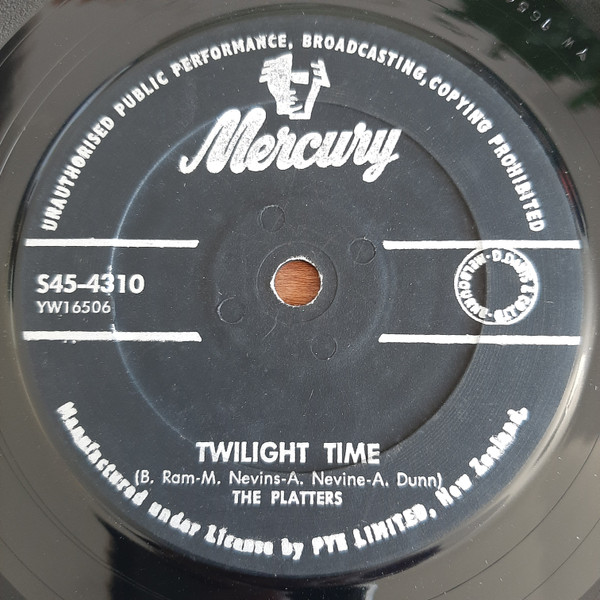 UNAUTHORISED PUBLIC PERFORMANCE, BROADCASTING, COPYING PROHIBITED
Mercury
S45-4310
YW16506
TWILIGHT TIME
(B. Ram-M. Nevins-A. Nevine-A. Dunn)
THE PLATTERS
Manufactured under License by PYE LIMITED, New Zealand.